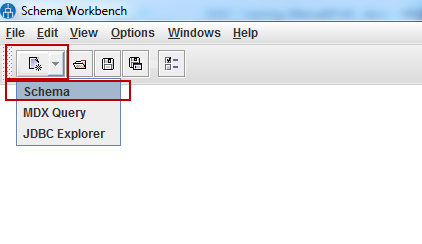 Schema Workbench
File Edit View Options Windows Help
Schema
MDX Query
JDBC Explorer